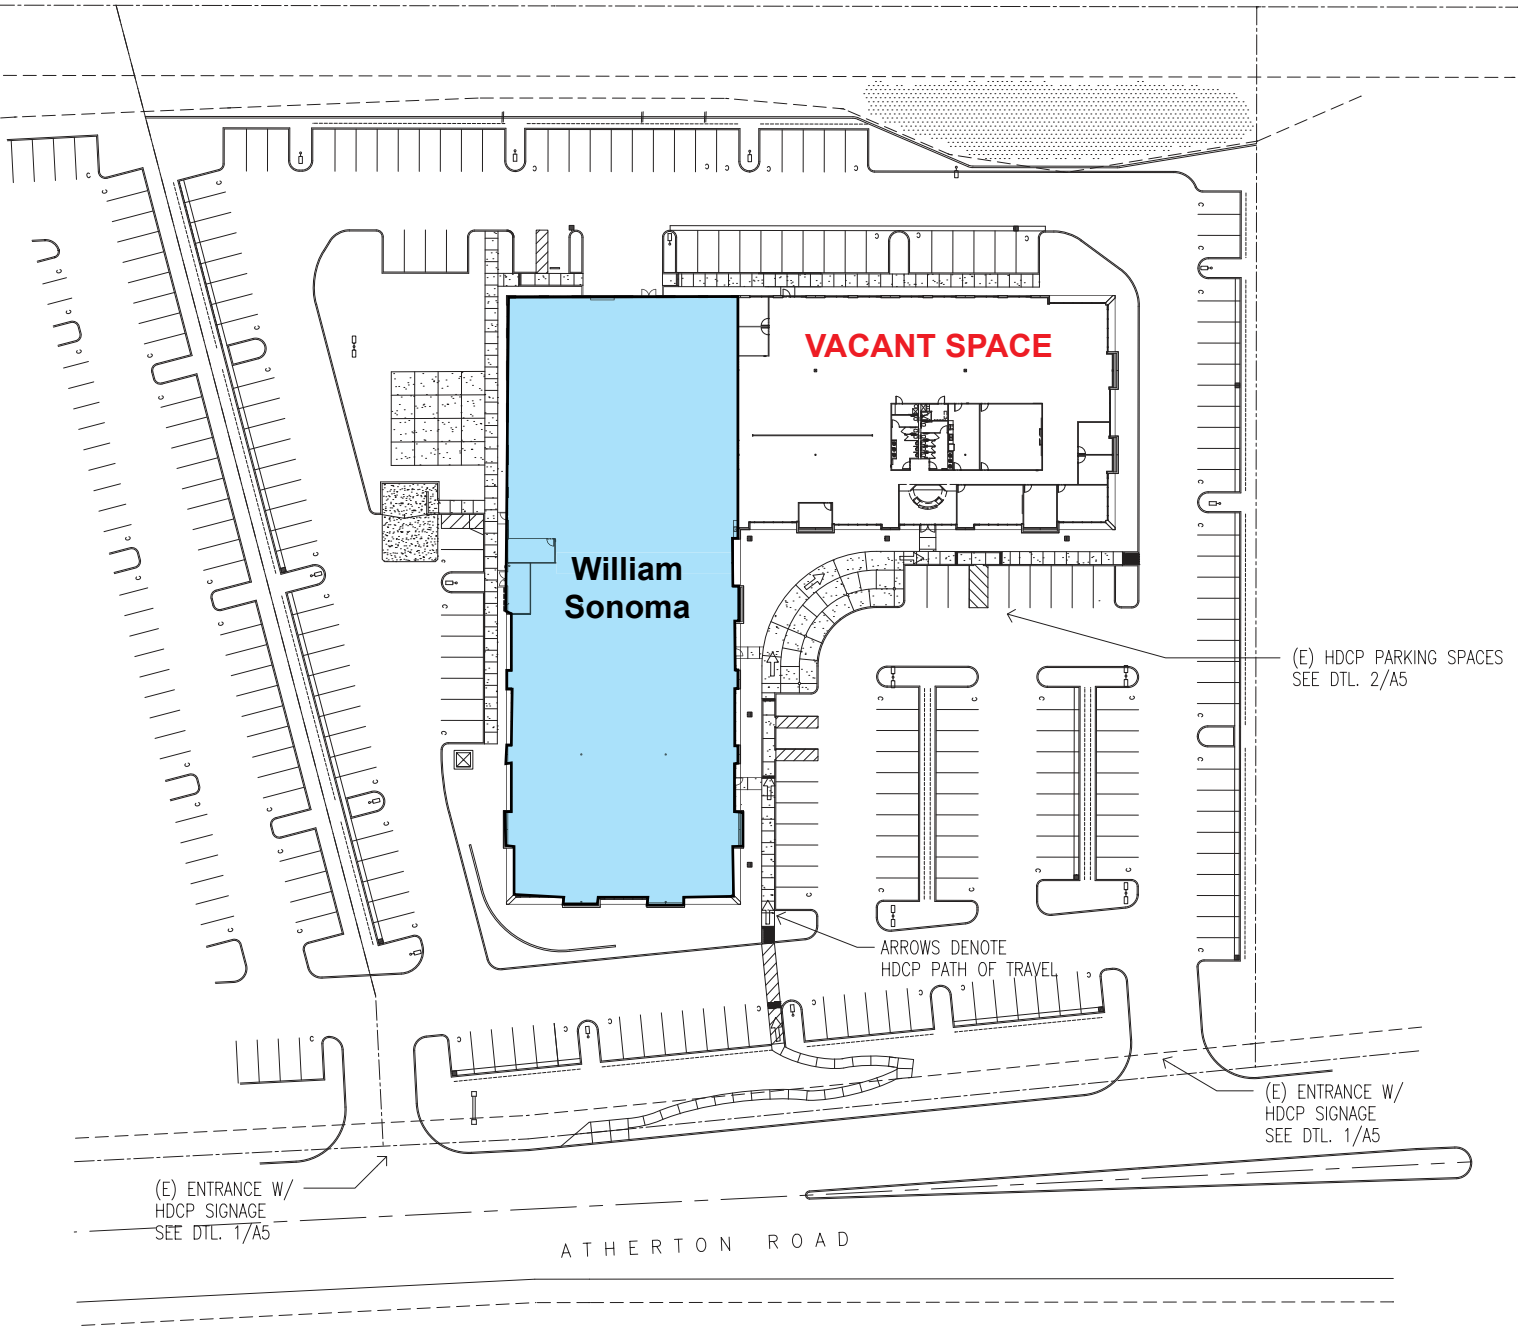 VACANT SPACE
William
Sonoma
(E) HDCP PARKING SPACES
SEE DTL. 2/A5
ARROWS DENOTE
HDCP PATH OF TRAVEL
(E) ENTRANCE W/
HDCP SIGNAGE
SEE DTL. 1/A5
(E) ENTRANCE W/
HDCP SIGNAGE
SEE DTL. 1/A5
ATHERTON ROAD